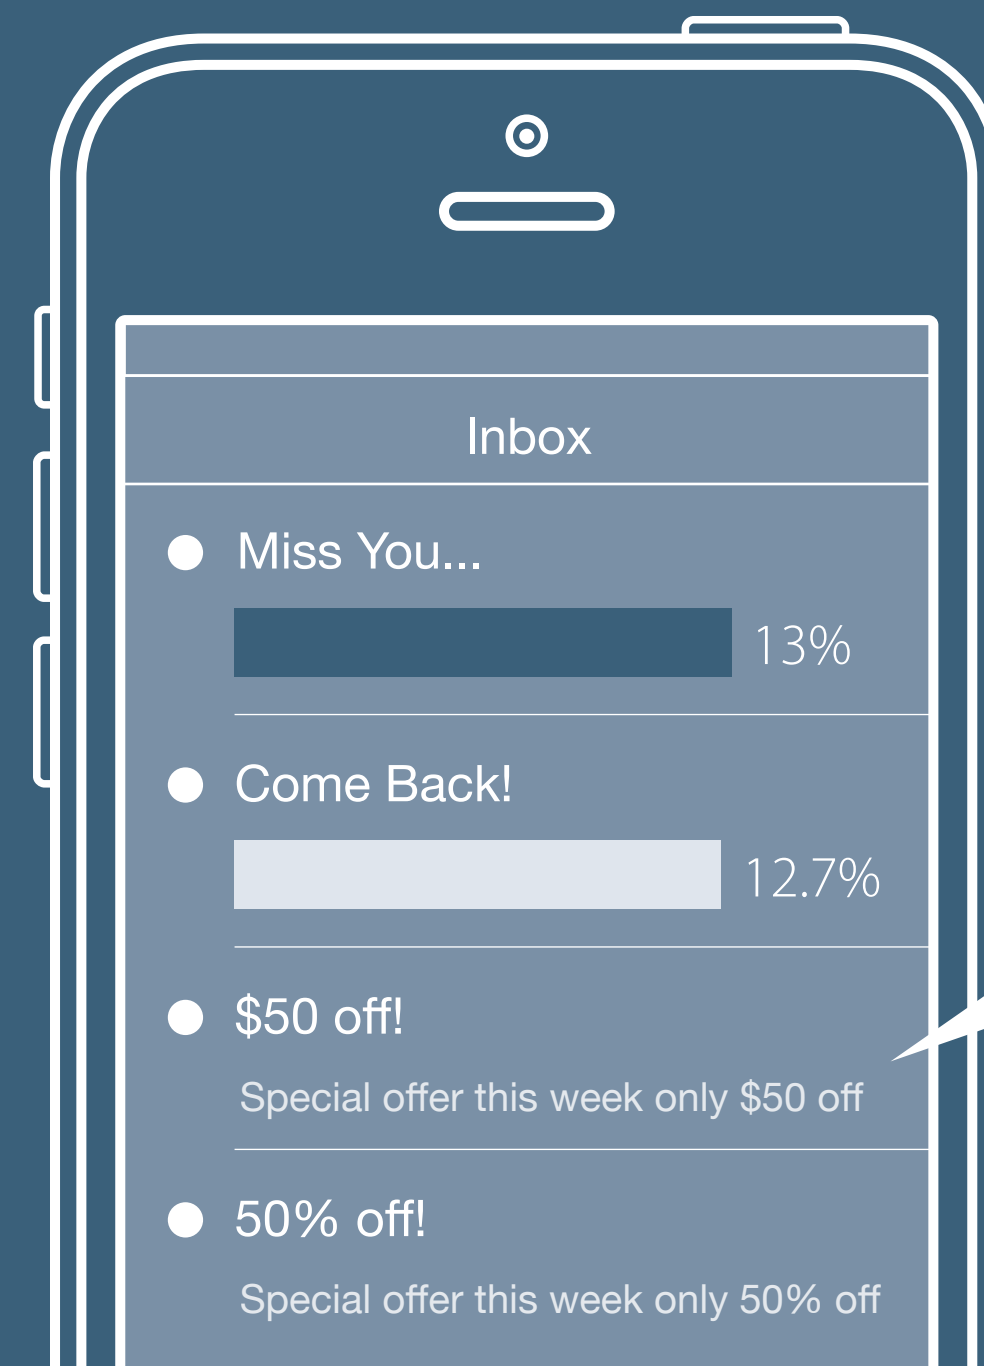 Inbox
Miss You...
13%
Come Back!
12.7%
$50 off!
Special offer this week only $50 off
50% off!
Special offer this week only 50% off